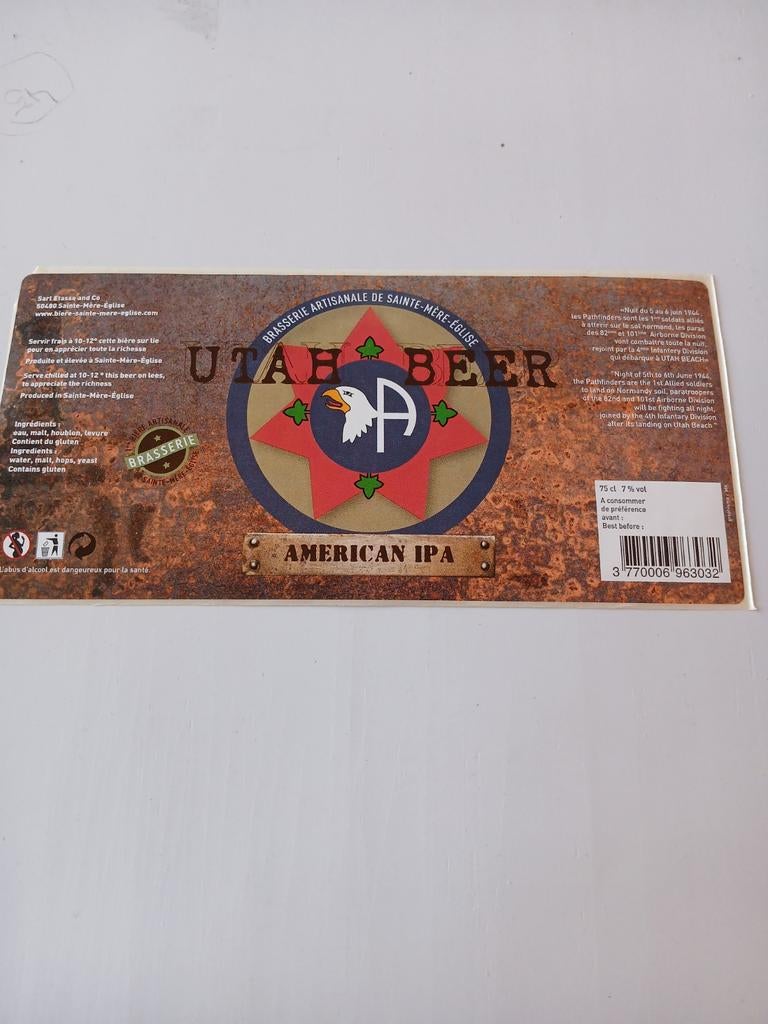 Sarl Etasse and Co
50480 Sainte-Mère-Église
www.biere-sainte-mere-eglise.com
Servir frais à 10-12° cette bière sur lie
pour en apprécier toute la richesse
Produite et élevée à Sainte-Mère-Église
Serve chilled at 10-12 ° this beer on lees,
to appreciate the richness
Produced in Sainte-Mère-Église
Ingrédients :
eau, malt, houblon, levure
Contient du gluten
Ingredients :
water, malt, hops, yeast
Contains gluten
BRASSERIE
L'abus d'alcool est dangeureux pour la santé.
BRASSERIE ARTISANALE DE SAINTE-MÈRE-ÉGLISE
UTAH BEER
A
AMERICAN IPA
«Nuit du 5 au 6 juin 1944
les Pathfinders sont les 1ers soldats alliés
à atterir sur le sol normand, les paras
des 82ème et 101ème Airborne Division
vont combattre toute la nuit,
rejoint par la 4ème Infantery Division
qui débarque à UTAH BEACH»
"Night of 5th to 6th June 1944,
the Pathfinders are the 1st Allied soldiers
to land on Normandy soil, paratroopers
of the 82nd and 101st Airborne Division
will be fighting all night,
joined by the 4th Infantary Division
after its landing on Utah Beach "
75 cl 7 % vol
A consommer
de préférence
avant :
Best before :
3 770006 963032